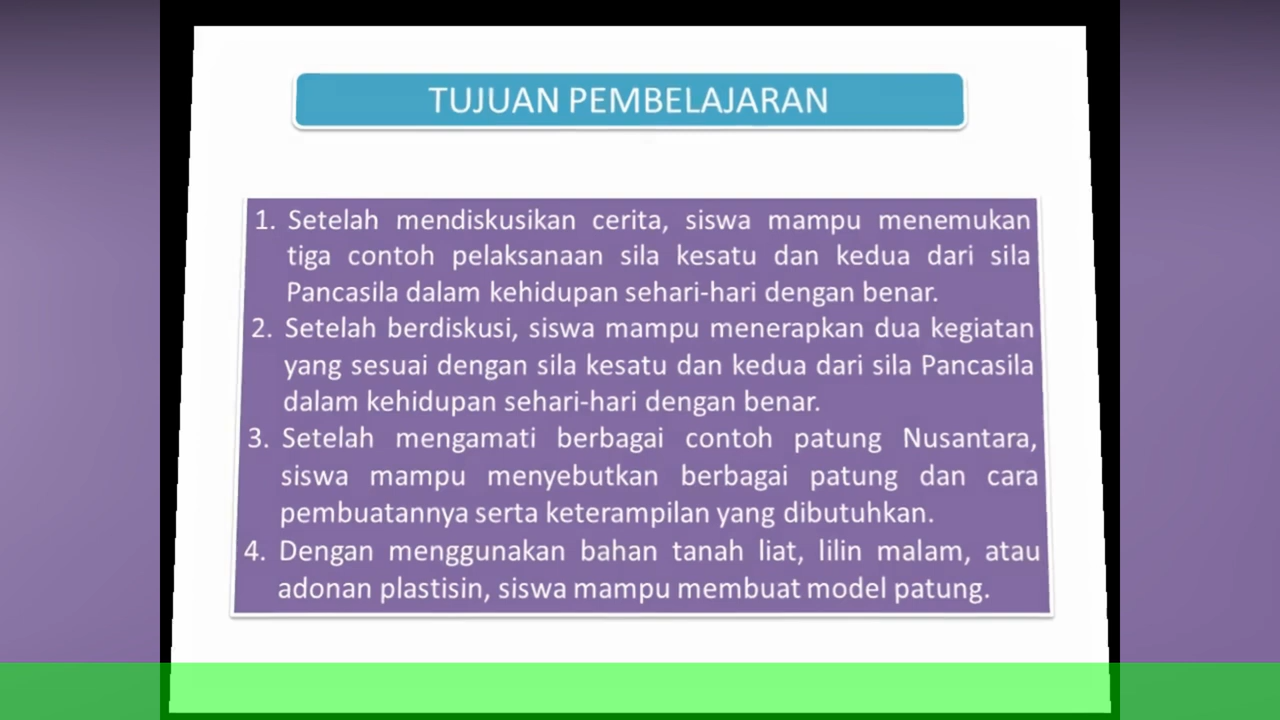 TUJUAN PEMBELAJARAN
1. Setelah mendiskusikan cerita, siswa mampu menemukan
tiga contoh pelaksanaan sila kesatu dan kedua dari sila
Pancasila dalam kehidupan sehari-hari dengan benar.
2. Setelah berdiskusi, siswa mampu menerapkan dua kegiatan
yang sesuai dengan sila kesatu dan kedua dari sila Pancasila
dalam kehidupan sehari-hari dengan benar.
3. Setelah mengamati berbagai contoh patung Nusantara,
siswa mampu menyebutkan berbagai patung dan cara
pembuatannya serta keterampilan yang dibutuhkan.
4. Dengan menggunakan bahan tanah liat, lilin malam, atau
adonan plastisin, siswa mampu membuat model patung.